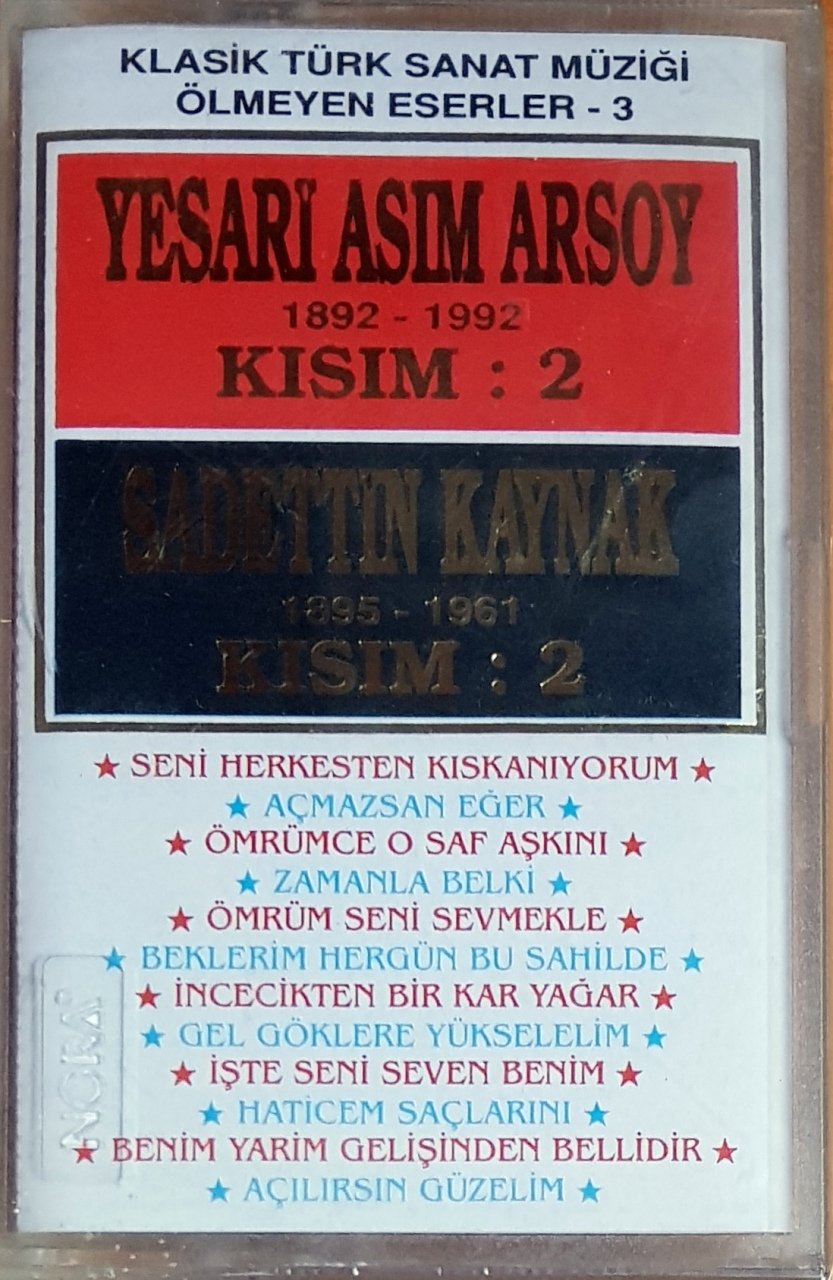 KLASİK TÜRK SANAT MÜZİĞİ
ÖLMEYEN ESERLER - 3
YESARİ ASIM ARSOY
1892 - 1992
KISIM : 2
SADETTİN KAYNAK
1895 - 1961
KISIM : 2
★ SENİ HERKESTEN KISKANIYORUM ★
★ AÇMAZSAN EĞER ★
★ ÖMRÜMCE O SAF AŞKINI ★
★ ZAMANLA BELKİ ★
★ ÖMRÜM SENİ SEVMEKLE ★
★ BEKLERİM HERGÜN BU SAHİLDE ★
★ İNCECİKTEN BİR KAR YAĞAR ★
★ GEL GÖKLERE YÜKSELELİM ★
★ İŞTE SENİ SEVEN BENİM ★
★ HATİCEM SAÇLARINI ★
★ BENİM YARİM GELİŞİNDEN BELLİDİR ★
★ AÇILIRSIN GÜZELİM ★
NORA